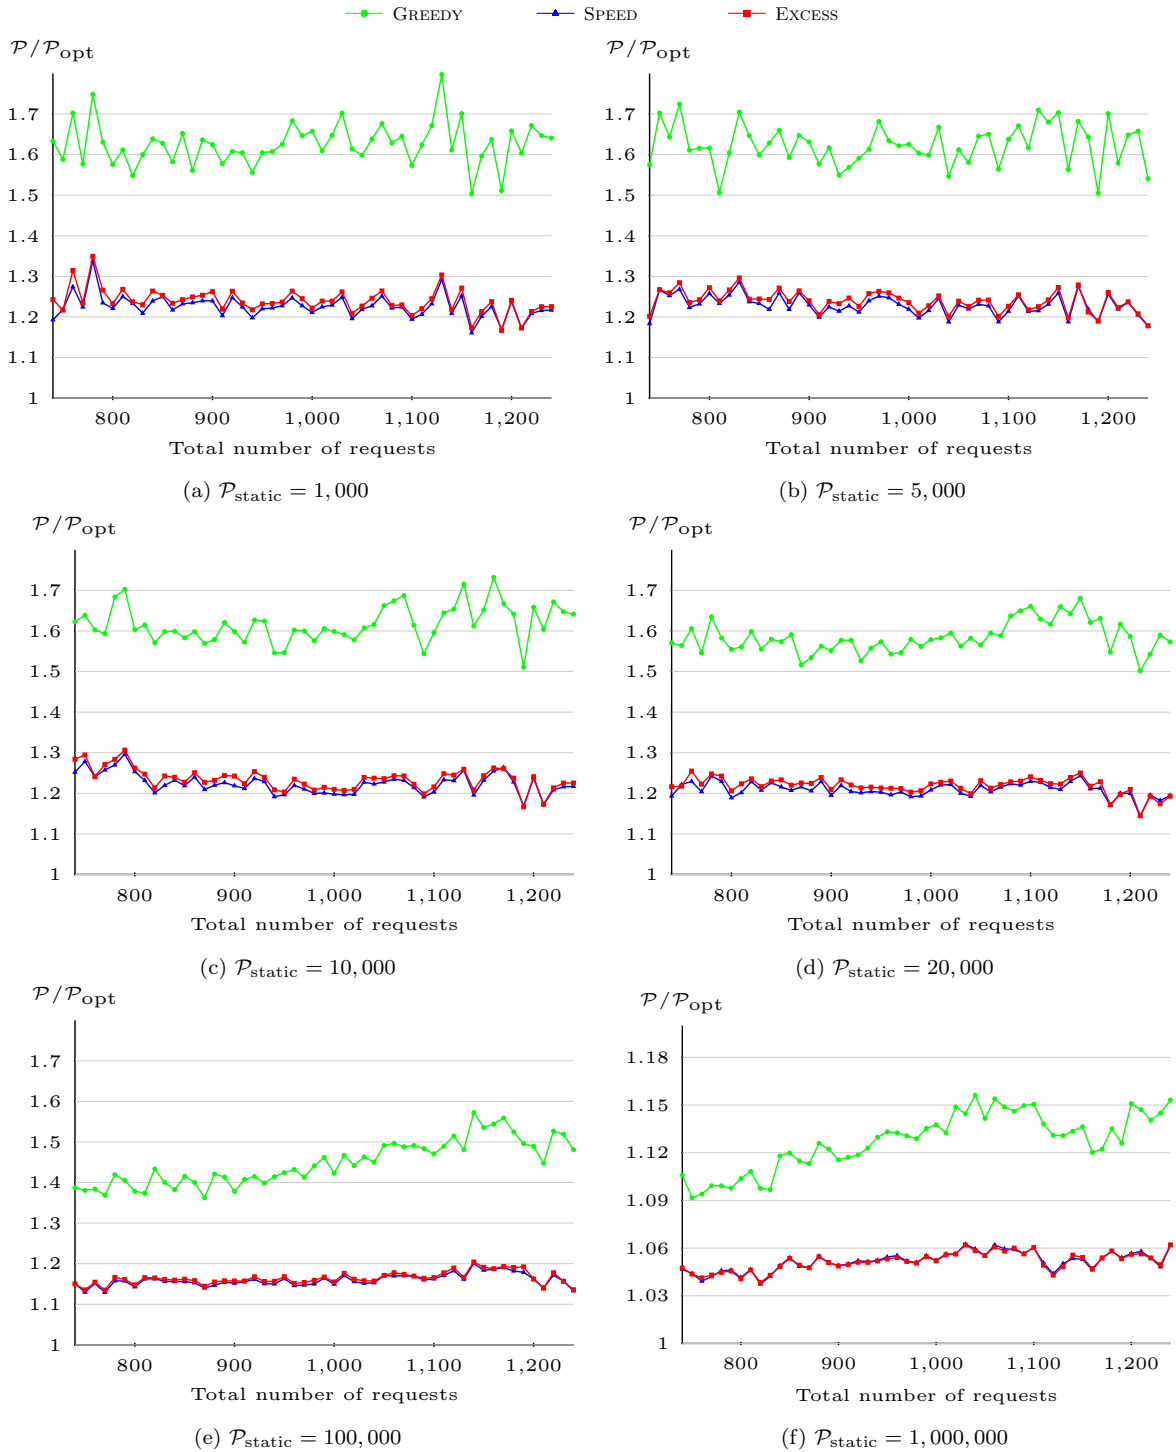 GREEDY SPEED EXCESS
P/Popt P/Popt
1.7 1.7
1.6 1.6
1.5 1.5
1.4 1.4
1.3 1.3
1.2 1.2
1.1 1.1
1 1
800 900 1,000 1,100 1,200 800 900 1,000 1,100 1,200
Total number of requests Total number of requests
(a) Pstatic = 1,000 (b) Pstatic = 5,000
P/Popt P/Popt
1.7 1.7
1.6 1.6
1.5 1.5
1.4 1.4
1.3 1.3
1.2 1.2
1.1 1.1
1 1
800 900 1,000 1,100 1,200 800 900 1,000 1,100 1,200
Total number of requests Total number of requests
(c) Pstatic = 10,000 (d) Pstatic = 20,000
P/Popt P/Popt
1.7 1.18
1.6 1.15
1.5 1.12
1.4 1.09
1.3 1.06
1.2 1.03
1.1 1
1
800 900 1,000 1,100 1,200 800 900 1,000 1,100 1,200
Total number of requests Total number of requests
(e) Pstatic = 100,000 (f) Pstatic = 1,000,000